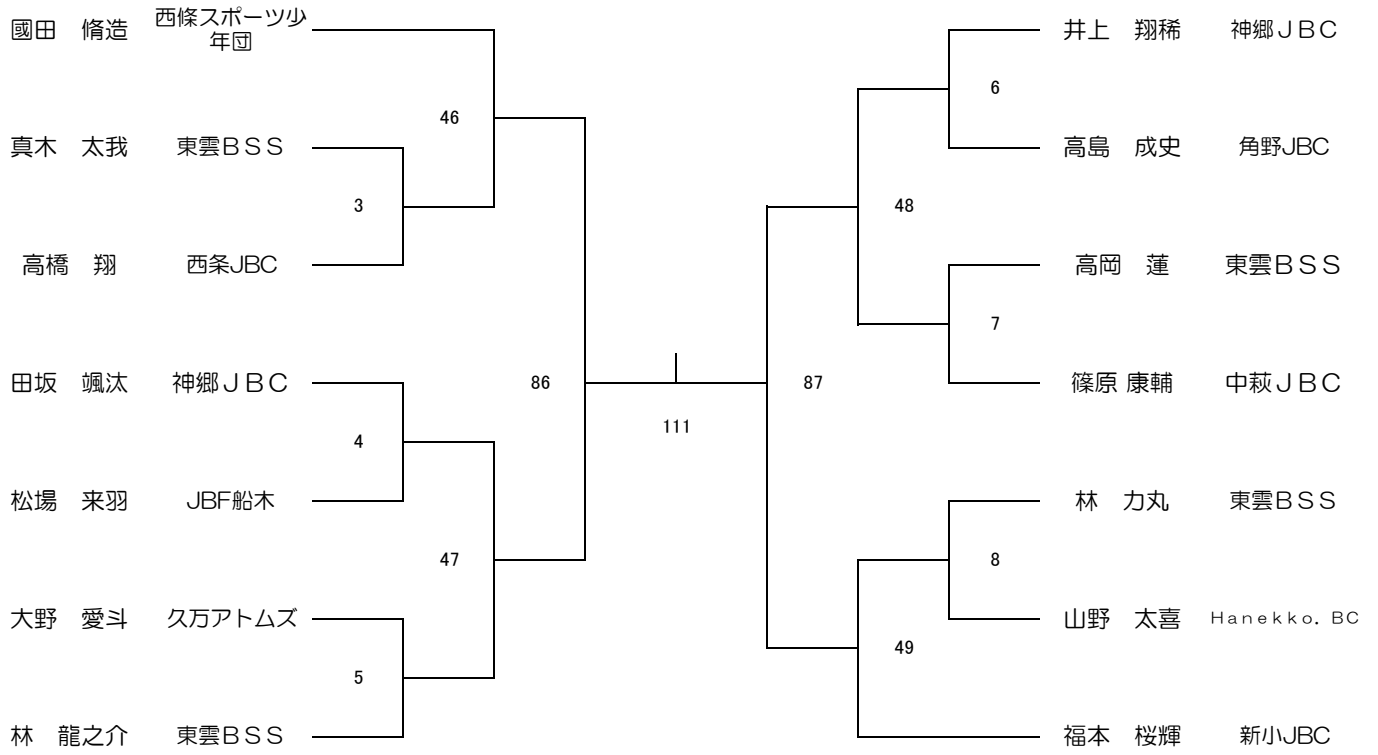 國田　脩造　西條スポーツ少
年団
46
真木　太我　東雲ＢＳＳ
3
高橋　翔　西条JBC
田坂　颯汰　神郷ＪＢＣ
86
4
松場　来羽　JBF船木
47
大野　愛斗　久万アトムズ
5
林　龍之介　東雲ＢＳＳ
111
井上　翔稀　神郷ＪＢＣ
6
高島　成史　角野JBC
48
高岡　蓮　東雲ＢＳＳ
7
篠原 康輔　中萩ＪＢＣ
87
林　力丸　東雲ＢＳＳ
8
山野　太喜　Ｈａｎｅｋｋｏ．ＢＣ
49
福本　桜輝　新小JBC